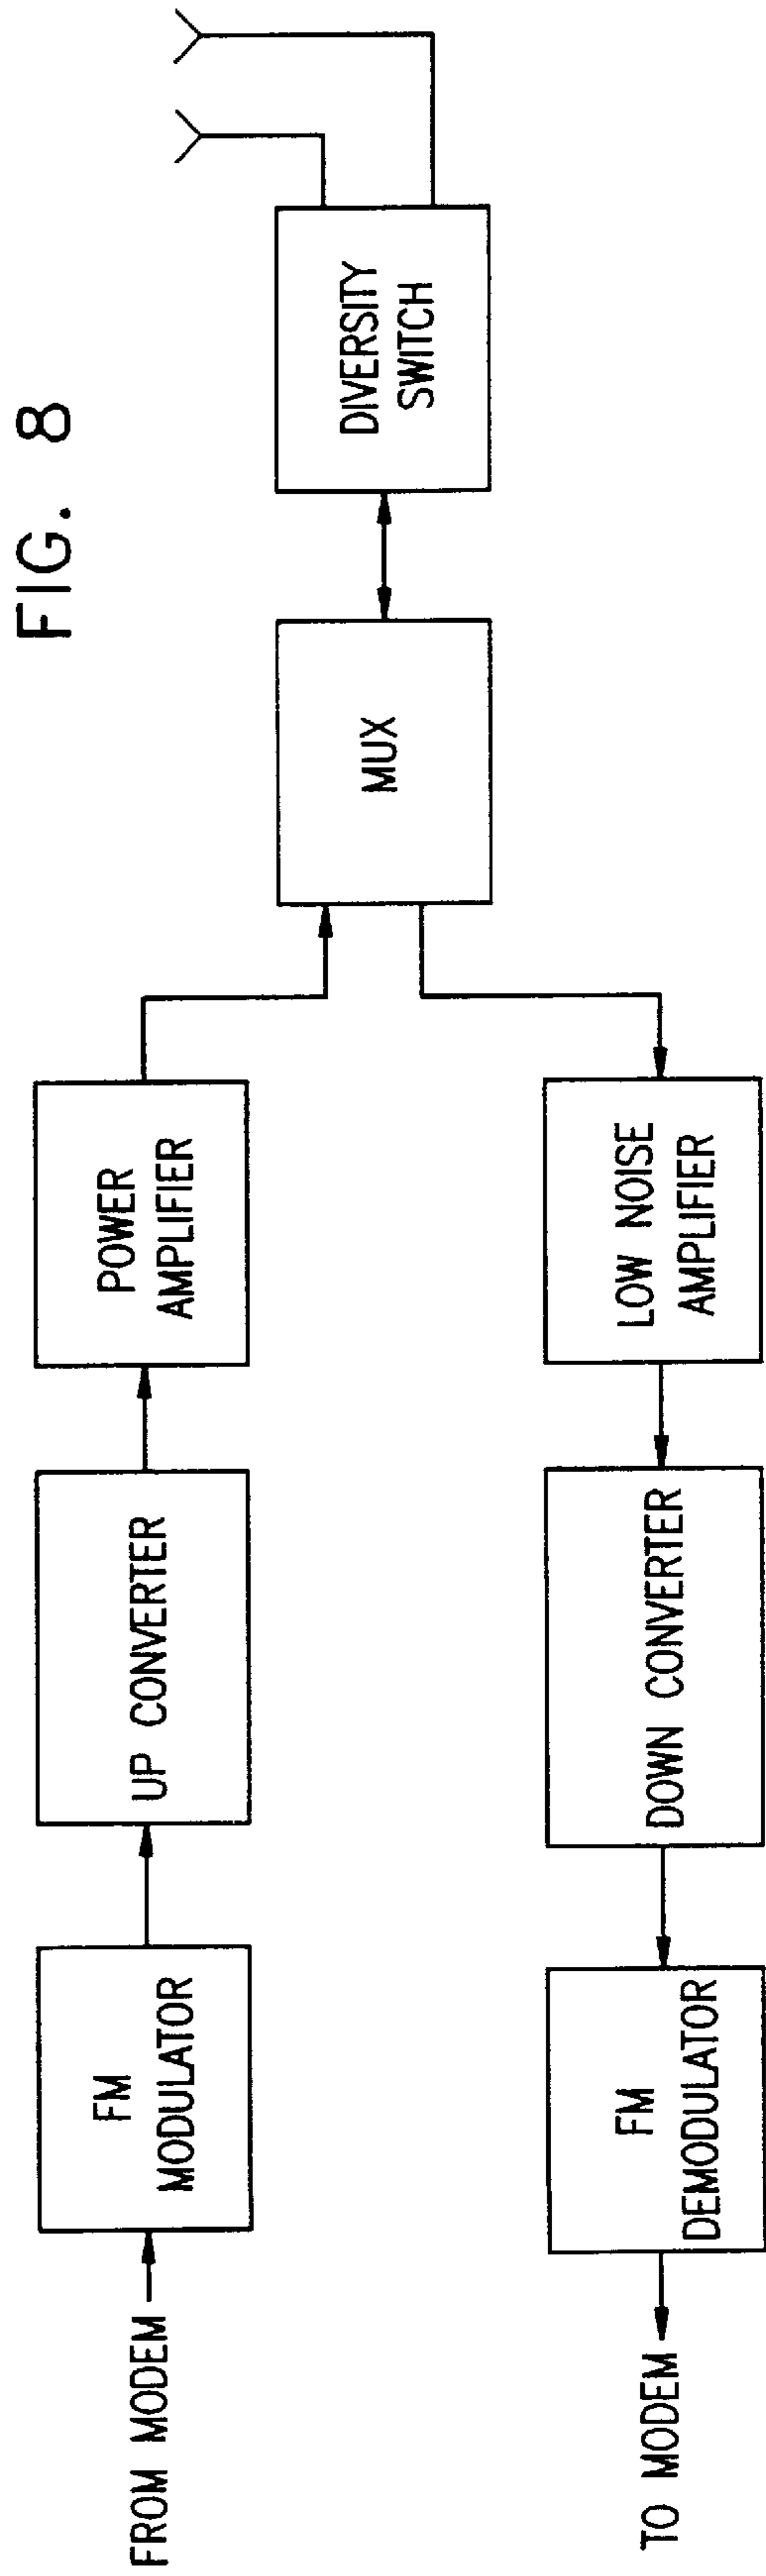 FIG. 8
FROM MODEM
FM
MODULATOR
UP CONVERTER
POWER
AMPLIFIER
MUX
DIVERSITY
SWITCH
LOW NOISE
AMPLIFIER
DOWN CONVERTER
FM
DEMODULATOR
TO MODEM